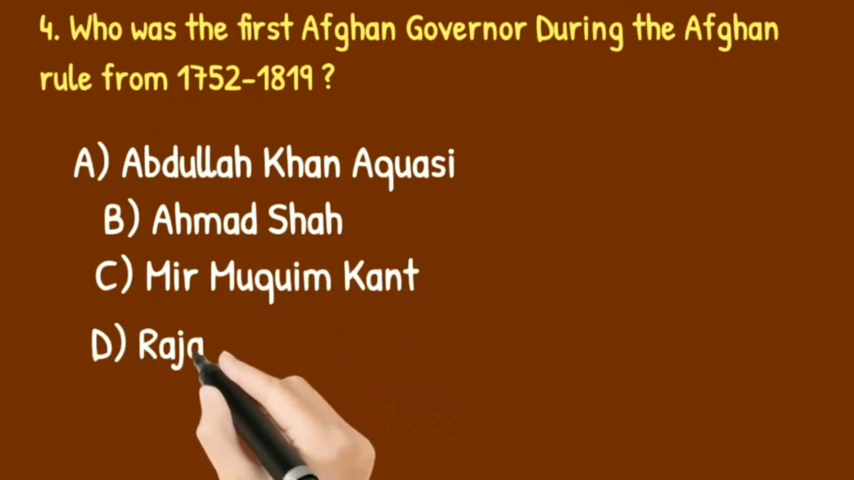 4. Who was the first Afghan Governor During the Afghan
rule from 1752-1819 ?
A) Abdullah Khan Aquasi
B) Ahmad Shah
C) Mir Muquim Kant
D) Raja